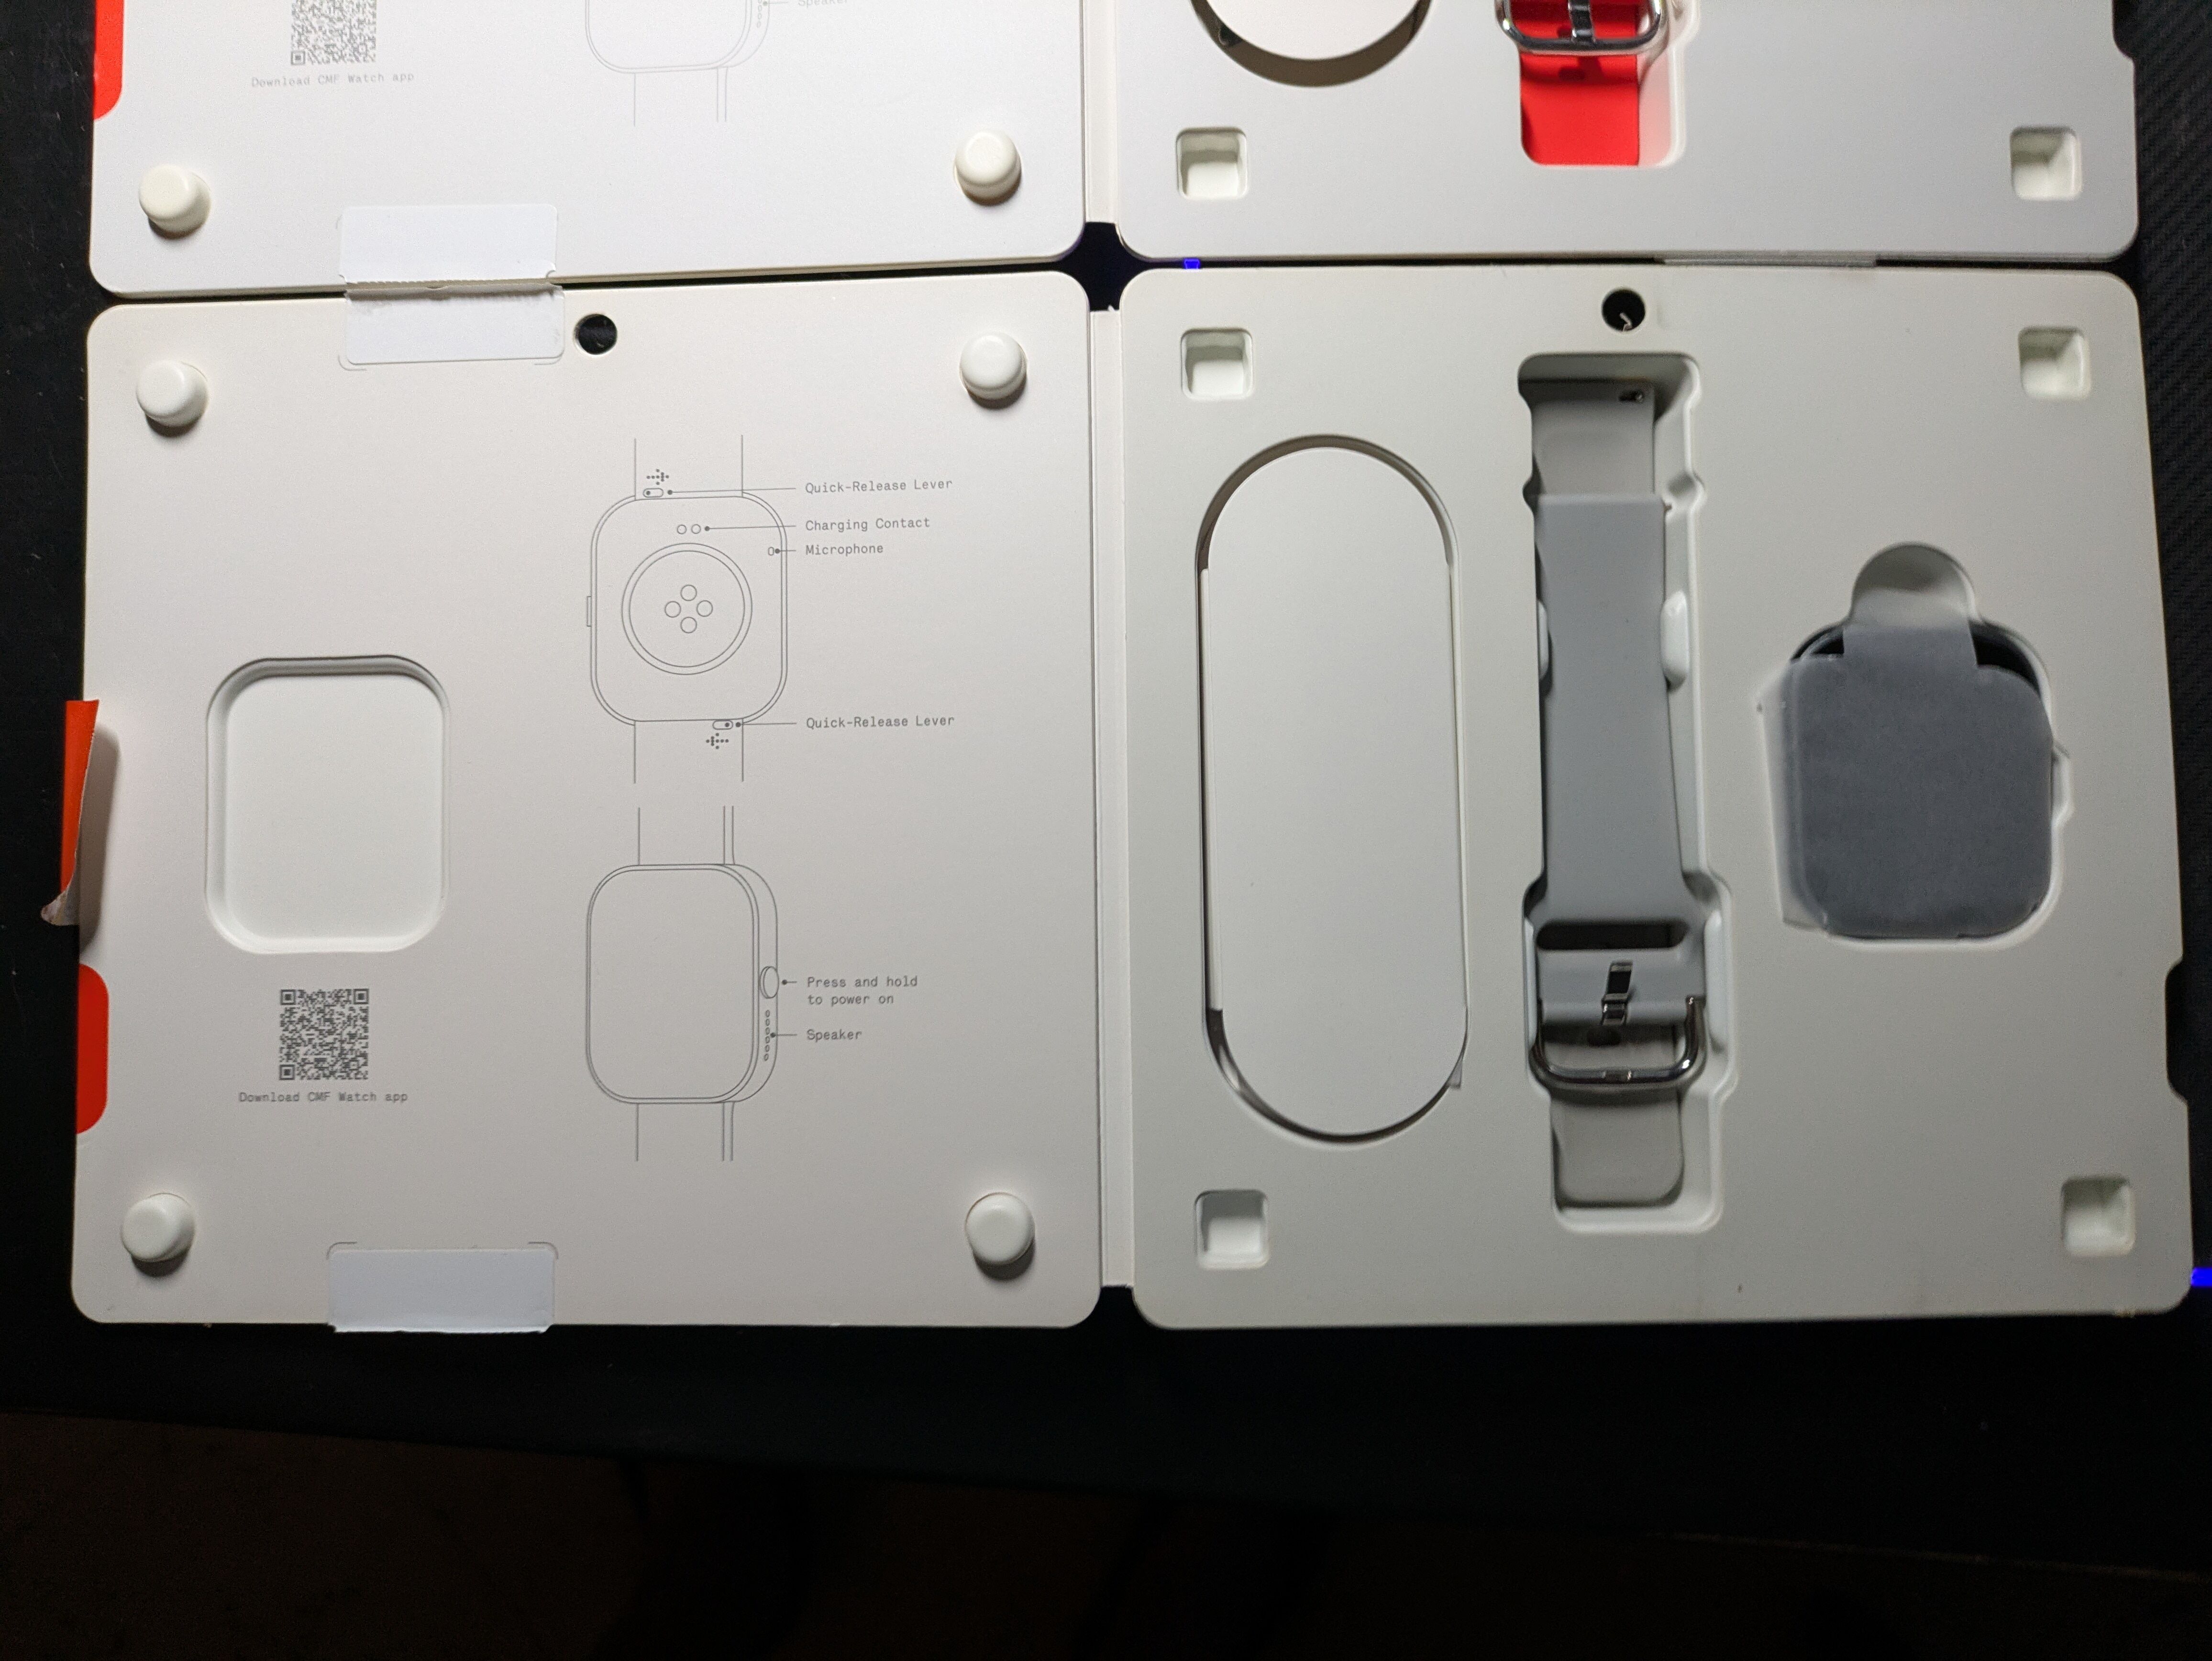 Speaker
Download CMF Watch app
Quick-Release Lever
Charging Contact
Microphone
Quick-Release Lever
Press and hold
to power on
Speaker
Download CMF Watch app